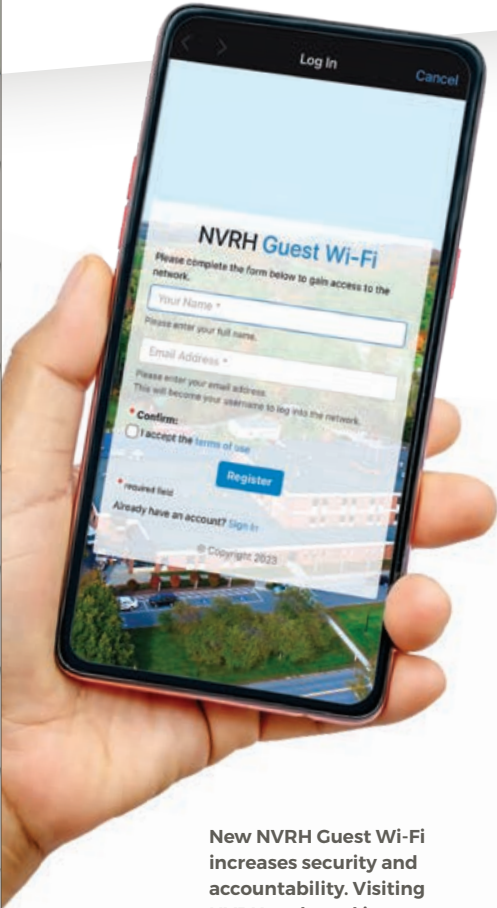 Log In
Cancel
NVRH Guest Wi-Fi
Please complete the form below to gain access to the
network.
Your Name *
Please enter your full name.
Email Address *
Please enter your email address.
This will become your username to log into the network.
* Confirm:
I accept the terms of use
Register
* required field
Already have an account? Sign In
© Copyright 2023
New NVRH Guest Wi-Fi
increases security and
accountability. Visiting